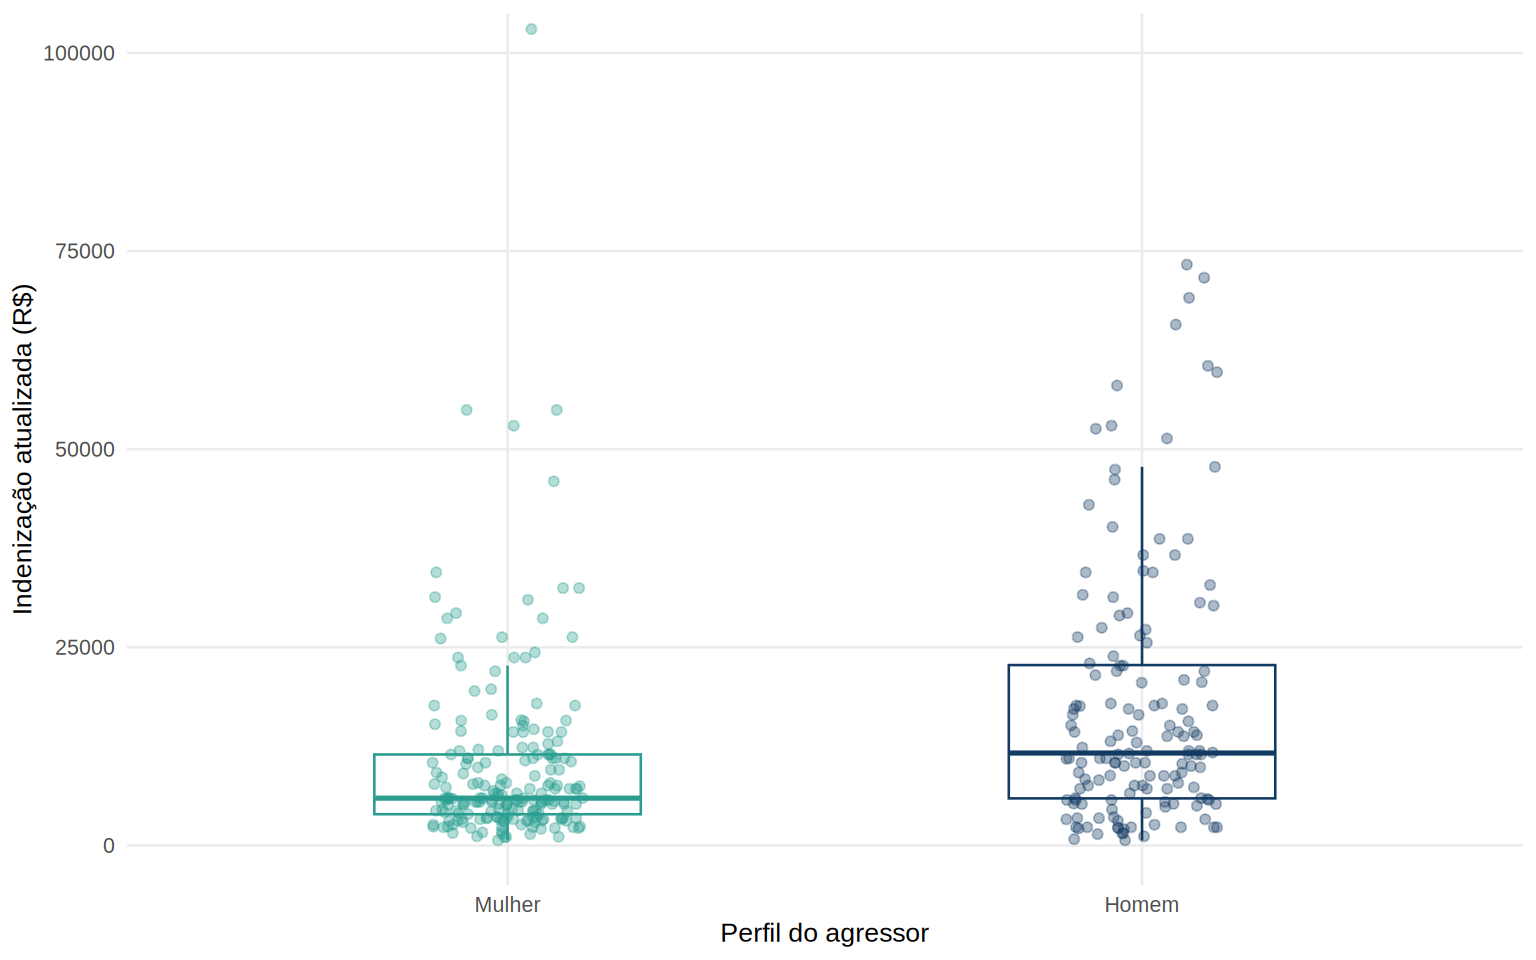 Indenização atualizada (R$)
100000
75000
50000
25000
0
Mulher
Homem
Perfil do agressor